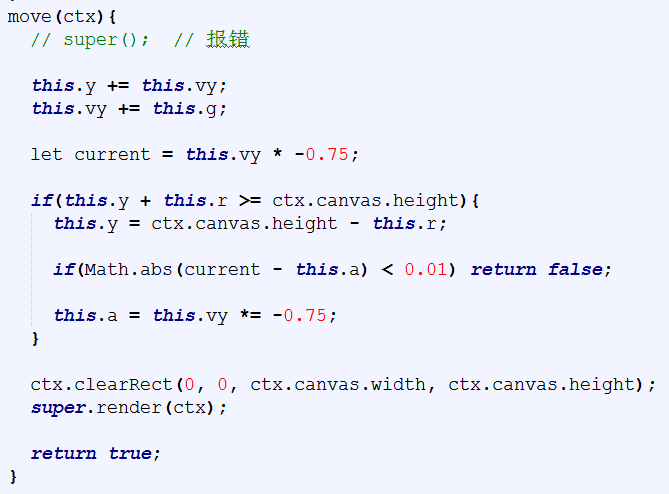 move(ctx){
// super();  // 报错
this.y += this.vy;
this.vy += this.g;
let current = this.vy * -0.75;
if(this.y + this.r >= ctx.canvas.height){
this.y = ctx.canvas.height - this.r;
if(Math.abs(current - this.a) < 0.01) return false;
this.a = this.vy *= -0.75;
}
ctx.clearRect(0, 0, ctx.canvas.width, ctx.canvas.height);
super.render(ctx);
return true;
}